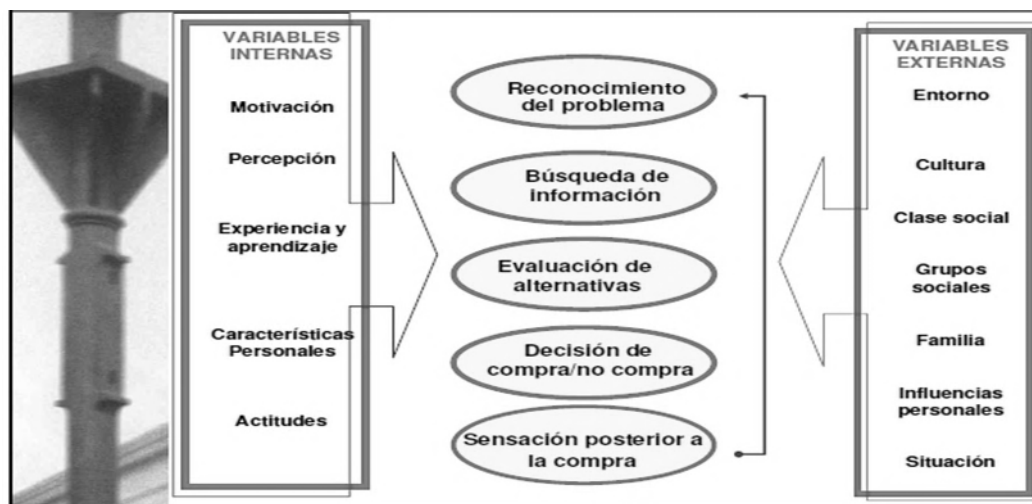 VARIABLES
INTERNAS
Motivación
Percepción
Experiencia y
aprendizaje
Características
Personales
Actitudes
Reconocimiento
del problema
Búsqueda de
información
Evaluación de
alternativas
Decisión de
compra/no compra
Sensación posterior a
la compra
VARIABLES
EXTERNAS
Entorno
Cultura
Clase social
Grupos
sociales
Familia
Influencias
personales
Situación